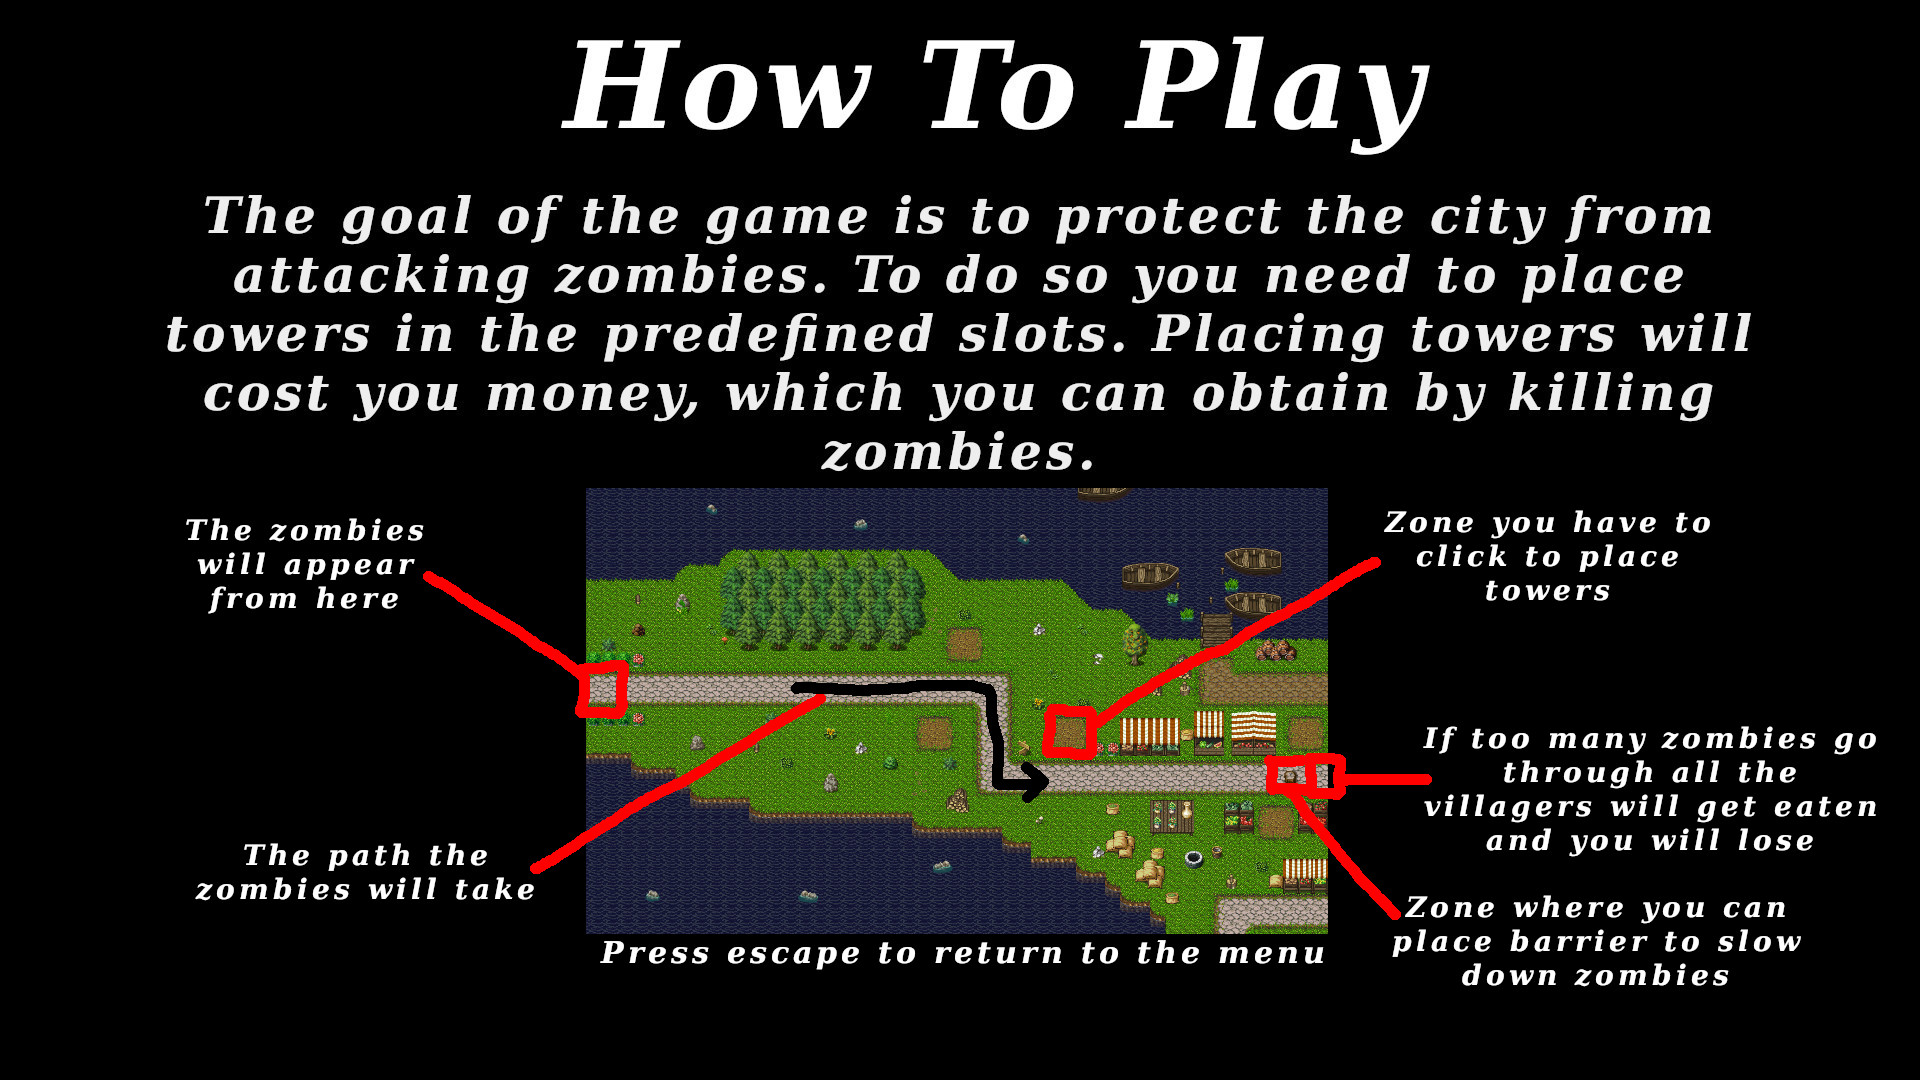 How To Play
The goal of the game is to protect the city from
attacking zombies. To do so you need to place
towers in the predefined slots. Placing towers will
cost you money, which you can obtain by killing
zombies.
The zombies
will appear
from here
Zone you have to
click to place
towers
If too many zombies go
through all the
villagers will get eaten
and you will lose
The path the
zombies will take
Zone where you can
place barrier to slow
down zombies
Press escape to return to the menu